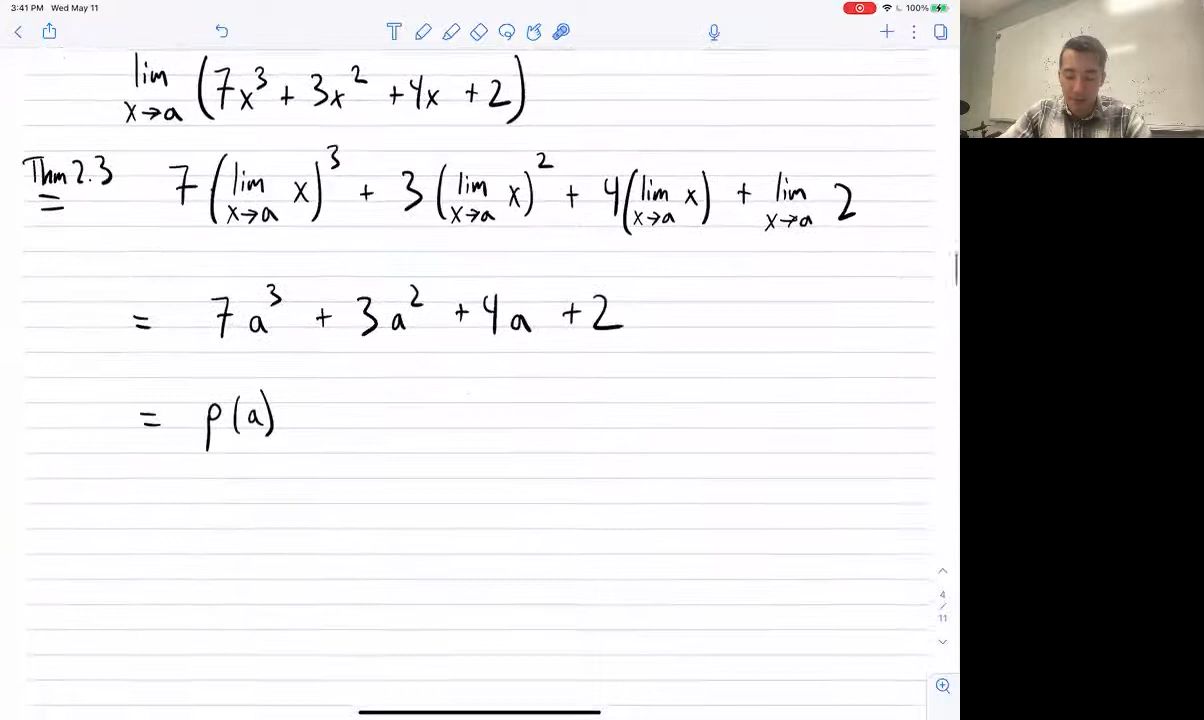 3:41 PM Wed May 11
100%
lim x→a (7x³ + 3x² + 4x + 2)
Thm 2.3 = 7(lim x→a x)³ + 3(lim x→a x)² + 4(lim x→a x) + lim x→a 2
= 7a³ + 3a² + 4a + 2
= p(a)
4 / 11